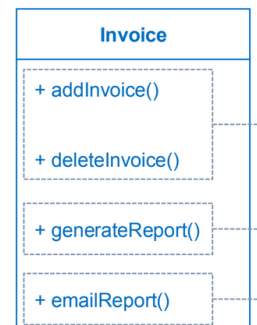 Invoice
+ addInvoice()
+ deleteInvoice()
+ generateReport()
+ emailReport()